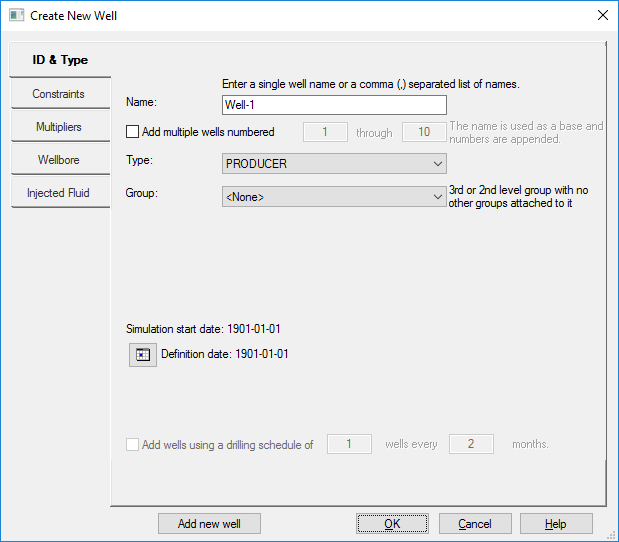 Create New Well
ID & Type
Constraints
Multipliers
Wellbore
Injected Fluid
Enter a single well name or a comma (,) separated list of names.
Name: Well-1
Add multiple wells numbered 1 through 10 The name is used as a base and
numbers are appended.
Type: PRODUCER
Group: <None> 3rd or 2nd level group with no
other groups attached to it
Simulation start date: 1901-01-01
Definition date: 1901-01-01
Add wells using a drilling schedule of 1 wells every 2 months.
Add new well OK Cancel Help